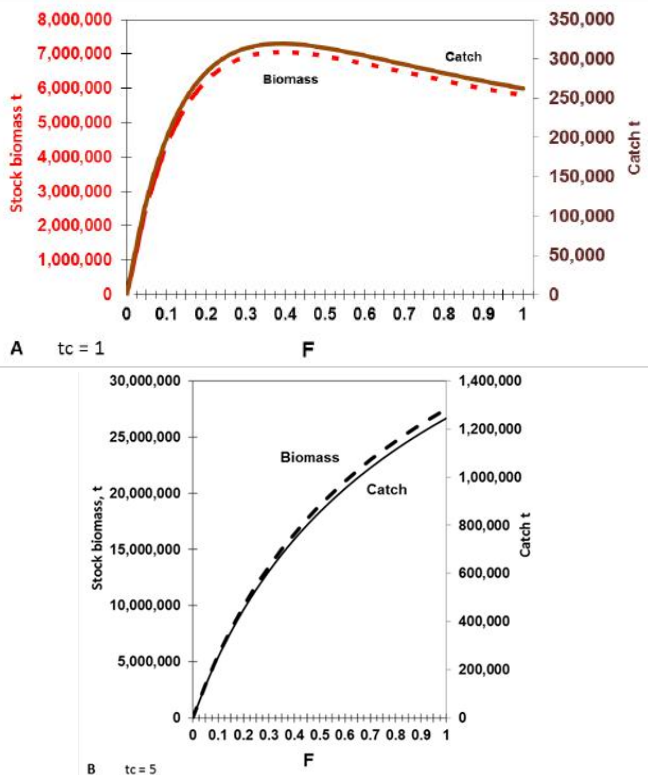 8,000,000
7,000,000
6,000,000
5,000,000
4,000,000
3,000,000
2,000,000
1,000,000
0
Stock biomass t
350,000
300,000
250,000
200,000
150,000
100,000
50,000
0
Catch t
Catch
Biomass
0 0.1 0.2 0.3 0.4 0.5 0.6 0.7 0.8 0.9 1
A tc = 1 F
30,000,000
25,000,000
20,000,000
15,000,000
10,000,000
5,000,000
0
Stock biomass, t
1,400,000
1,200,000
1,000,000
800,000
600,000
400,000
200,000
0
Catch t
Biomass
Catch
0 0.1 0.2 0.3 0.4 0.5 0.6 0.7 0.8 0.9 1
F
B tc = 5